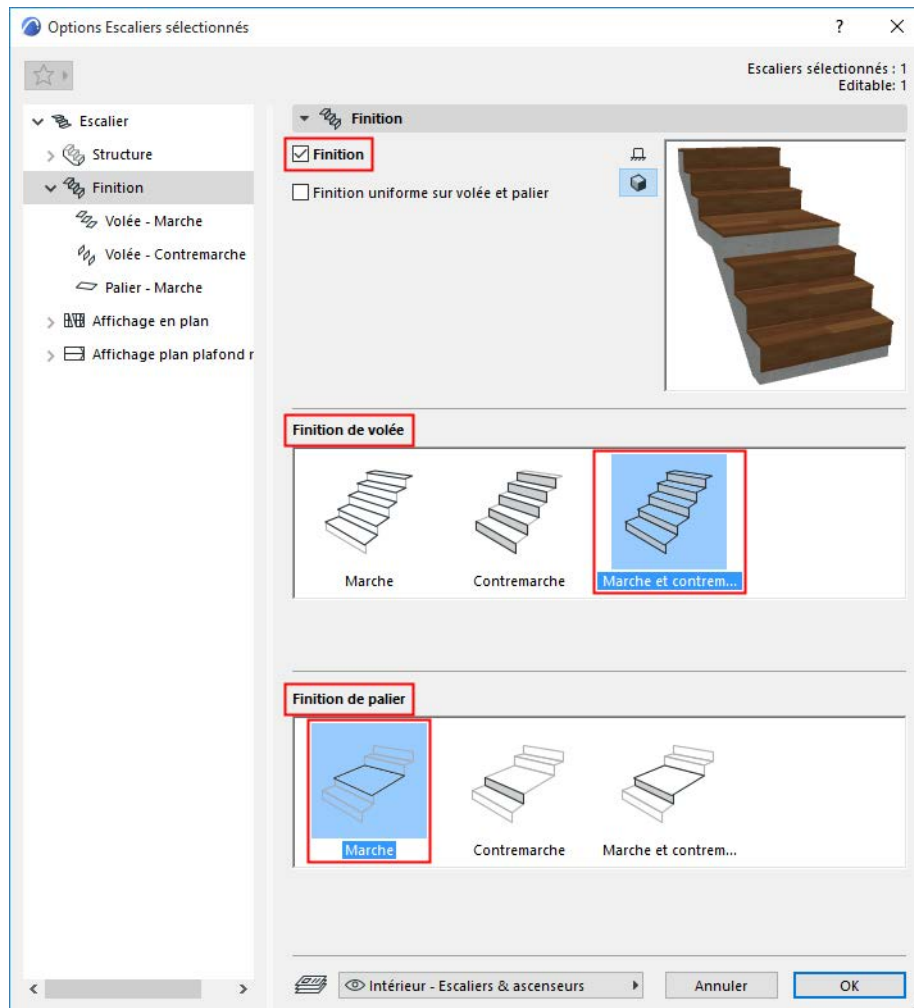 Options Escaliers sélectionnés
?
Escaliers sélectionnés : 1
Editable: 1
Escalier
Structure
Finition
Volée - Marche
Volée - Contremarche
Palier - Marche
Affichage en plan
Affichage plan plafond r
Finition
Finition
Finition uniforme sur volée et palier
Finition de volée
Marche
Contremarche
Marche et contrem...
Finition de palier
Marche
Contremarche
Marche et contrem...
Intérieur - Escaliers & ascenseurs
Annuler
OK